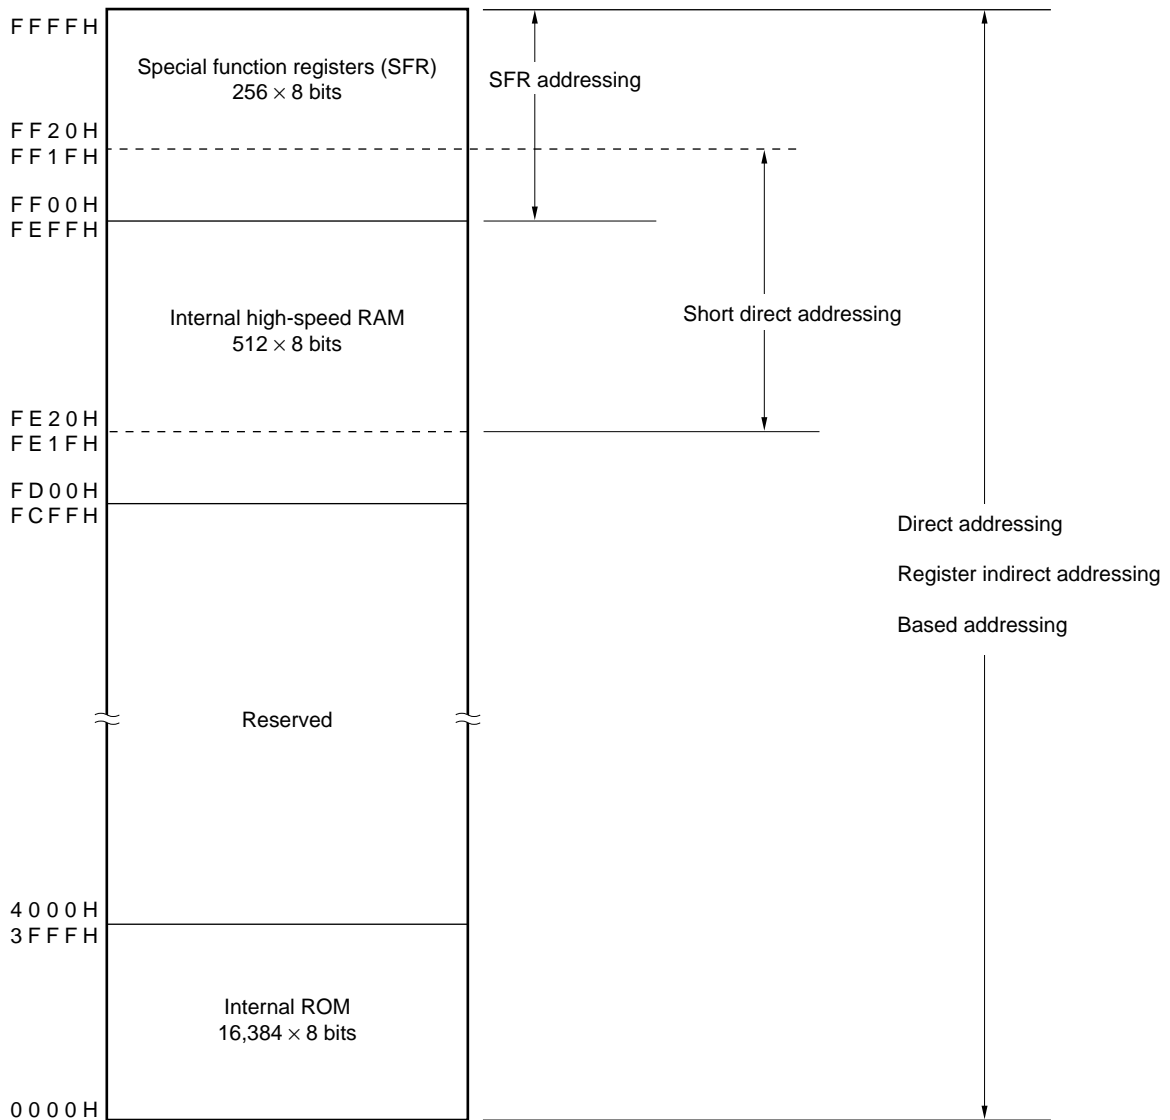 FFFFH
Special function registers (SFR)
256 × 8 bits
SFR addressing
FF20H
FF1FH
FF00H
FEFFH
Internal high-speed RAM
512 × 8 bits
Short direct addressing
FE20H
FE1FH
FD00H
FCFFH
Direct addressing
Register indirect addressing
Based addressing
Reserved
4000H
3FFFH
Internal ROM
16,384 × 8 bits
0000H